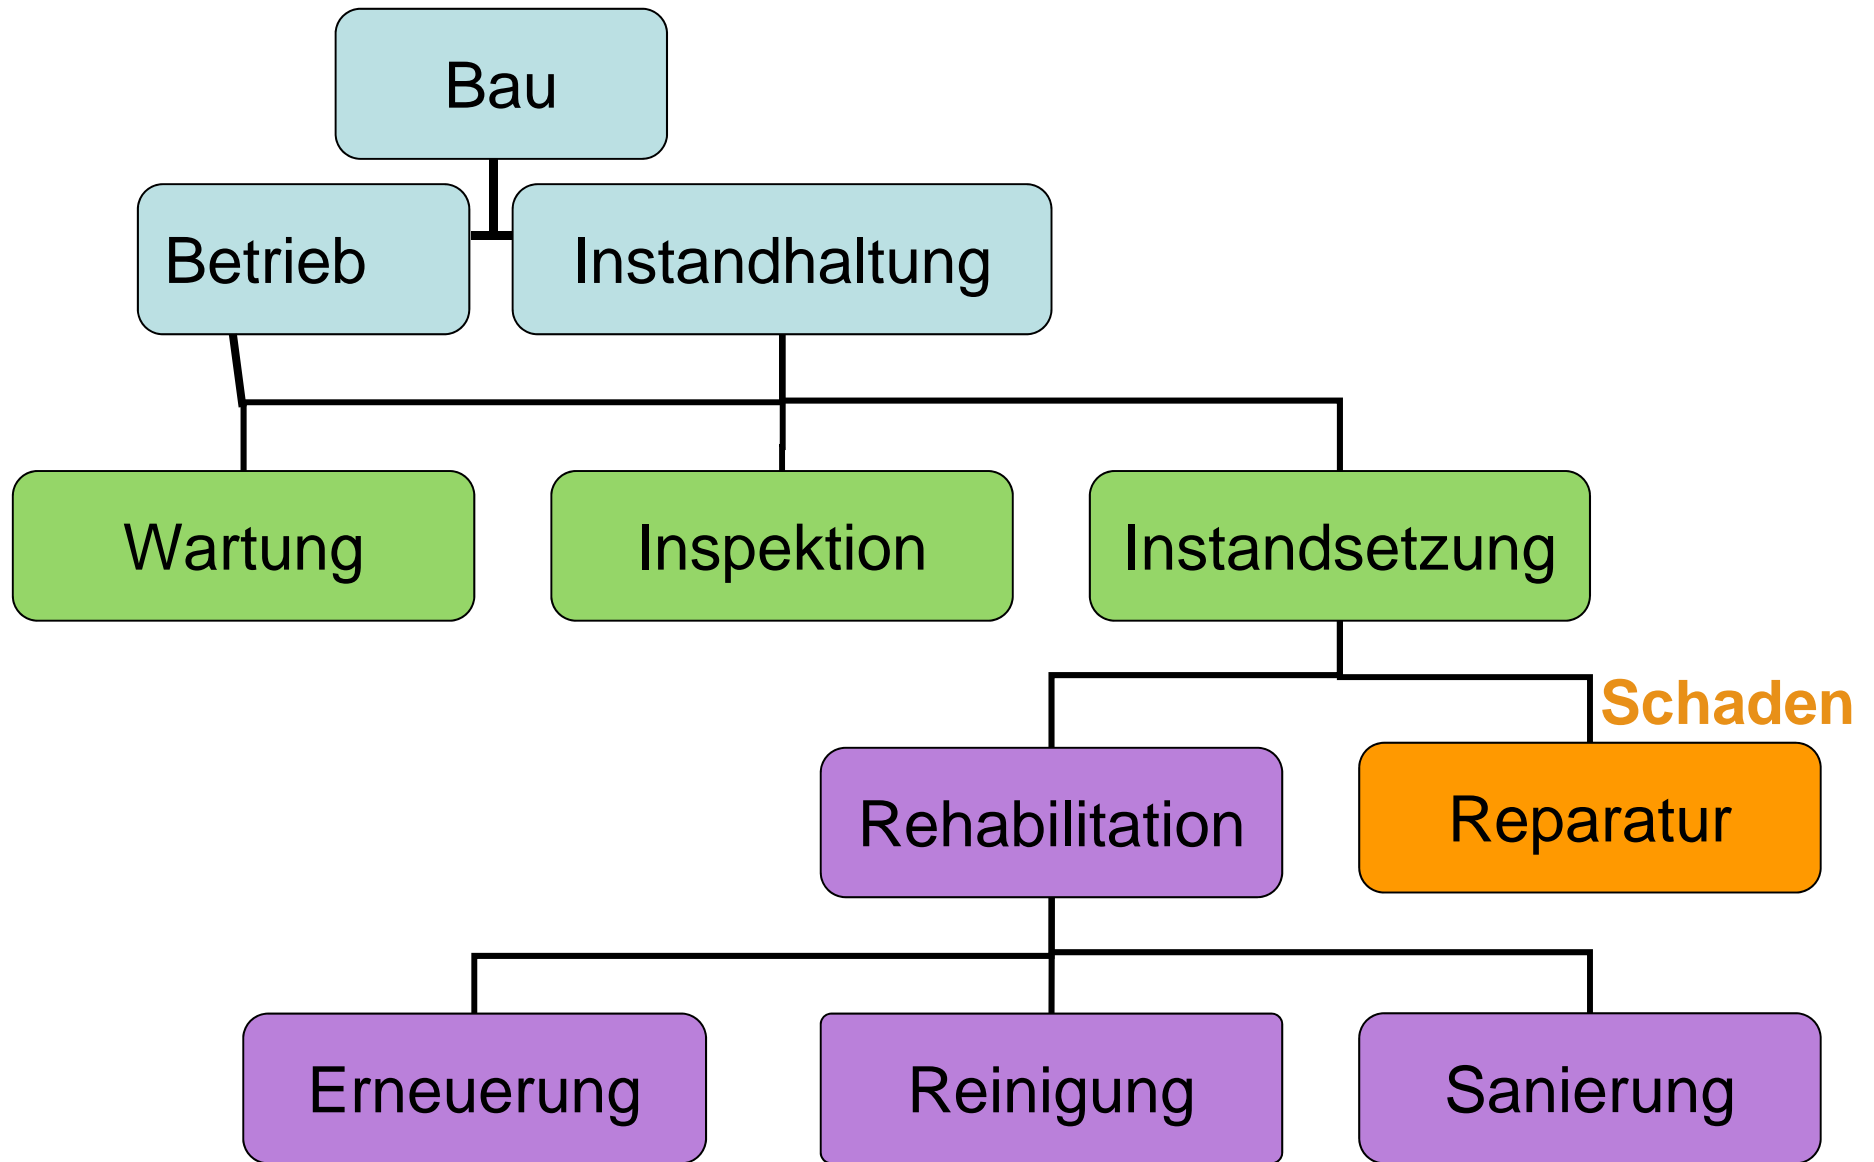 Bau
Betrieb
Instandhaltung
Wartung
Inspektion
Instandsetzung
Schaden
Rehabilitation
Reparatur
Erneuerung
Reinigung
Sanierung